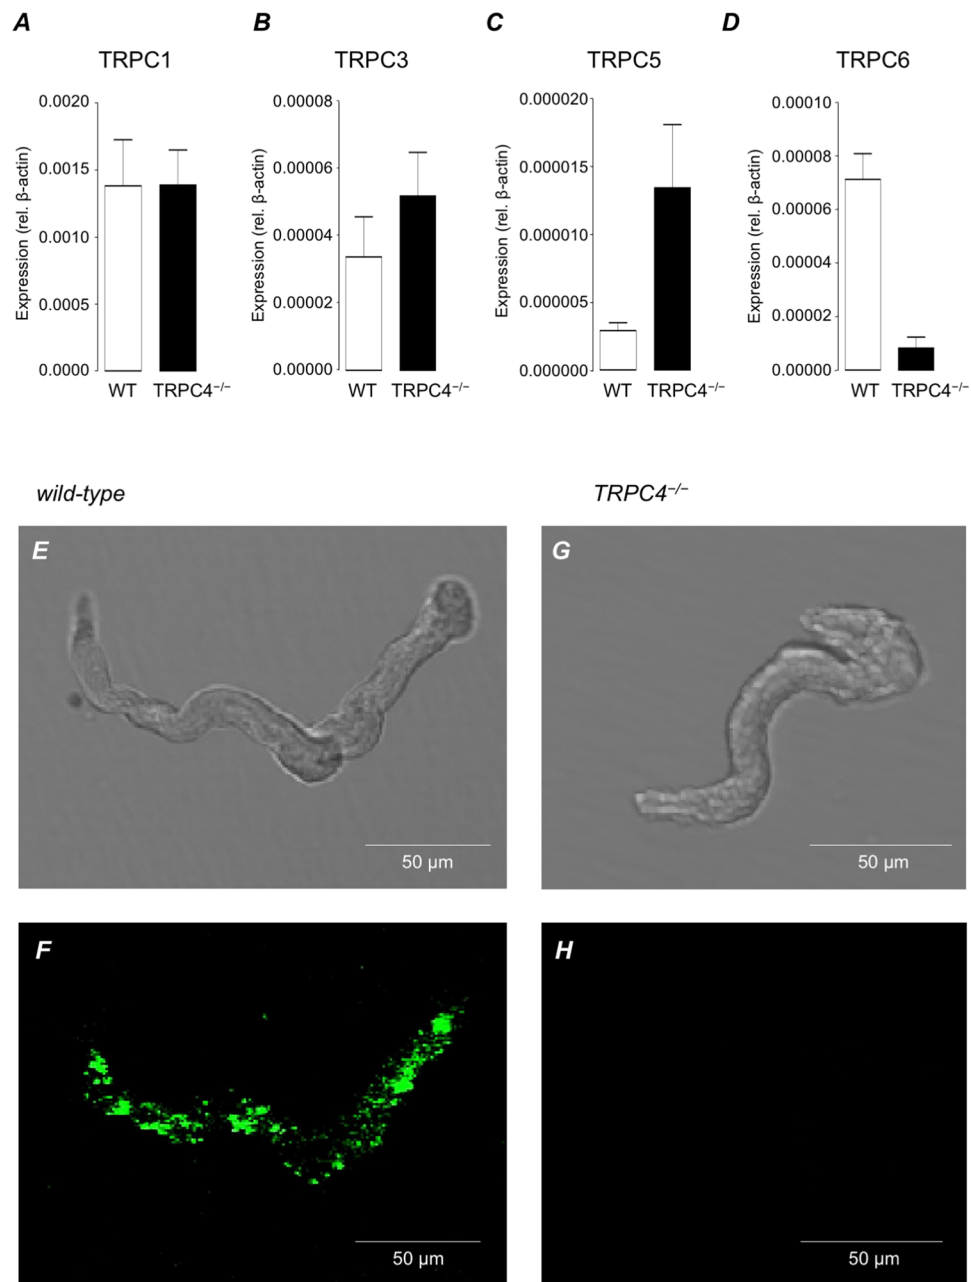 A B C D
TRPC1 TRPC3 TRPC5 TRPC6
Expression (rel. β-actin)
0.0020
0.0015
0.0010
0.0005
0.0000
WT TRPC4−/−
Expression (rel. β-actin)
0.00008
0.00006
0.00004
0.00002
0.00000
WT TRPC4−/−
Expression (rel. β-actin)
0.000020
0.000015
0.000010
0.000005
0.000000
WT TRPC4−/−
Expression (rel. β-actin)
0.00010
0.00008
0.00006
0.00004
0.00002
0.00000
WT TRPC4−/−
wild-type TRPC4−/−
E
50 µm
G
50 µm
F
50 µm
H
50 µm